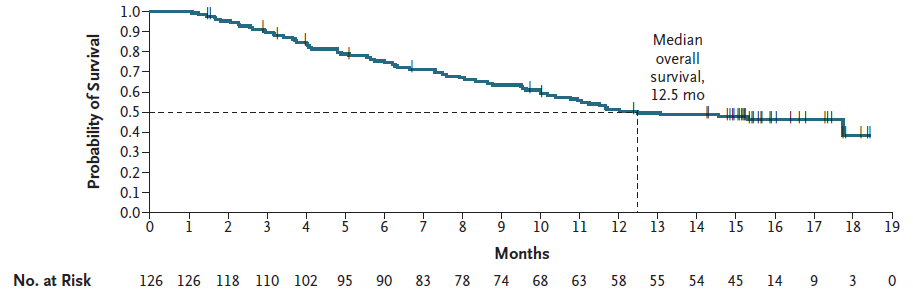 1.0
0.9
0.8
0.7
0.6
0.5
0.4
0.3
0.2
0.1
0.0
Probability of Survival
Median
overall
survival,
12.5 mo
0 1 2 3 4 5 6 7 8 9 10 11 12 13 14 15 16 17 18 19
Months
No. at Risk 126 126 118 110 102 95 90 83 78 74 68 63 58 55 54 45 14 9 3 0